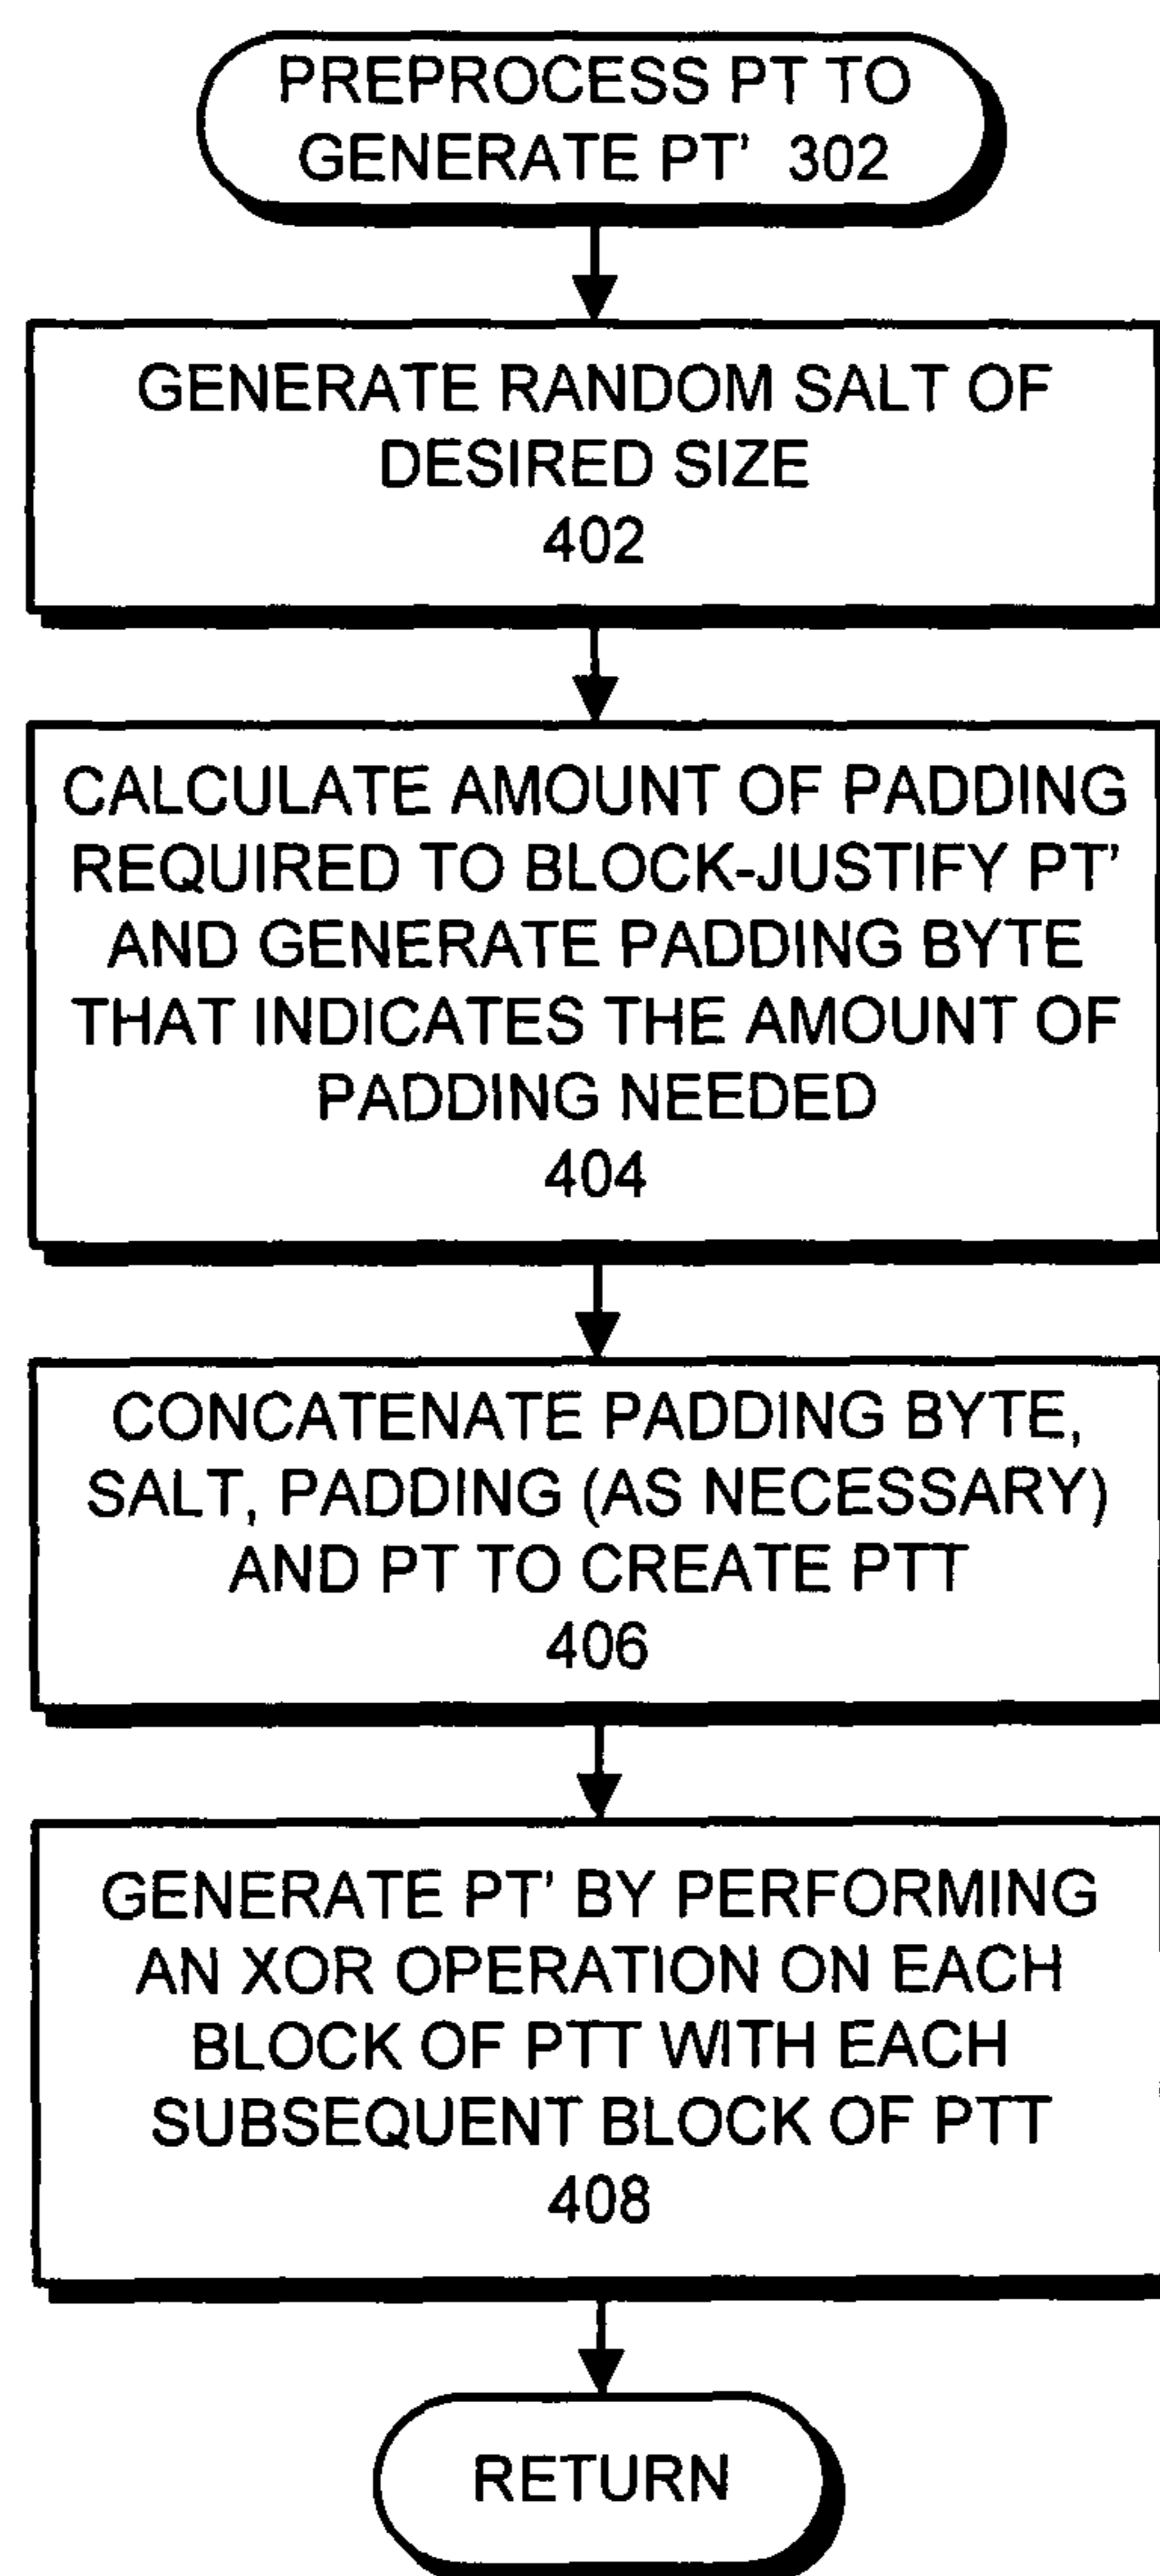 PREPROCESS PT TO
GENERATE PT' 302
GENERATE RANDOM SALT OF
DESIRED SIZE
402
CALCULATE AMOUNT OF PADDING
REQUIRED TO BLOCK-JUSTIFY PT'
AND GENERATE PADDING BYTE
THAT INDICATES THE AMOUNT OF
PADDING NEEDED
404
CONCATENATE PADDING BYTE,
SALT, PADDING (AS NECESSARY)
AND PT TO CREATE PTT
406
GENERATE PT' BY PERFORMING
AN XOR OPERATION ON EACH
BLOCK OF PTT WITH EACH
SUBSEQUENT BLOCK OF PTT
408
RETURN